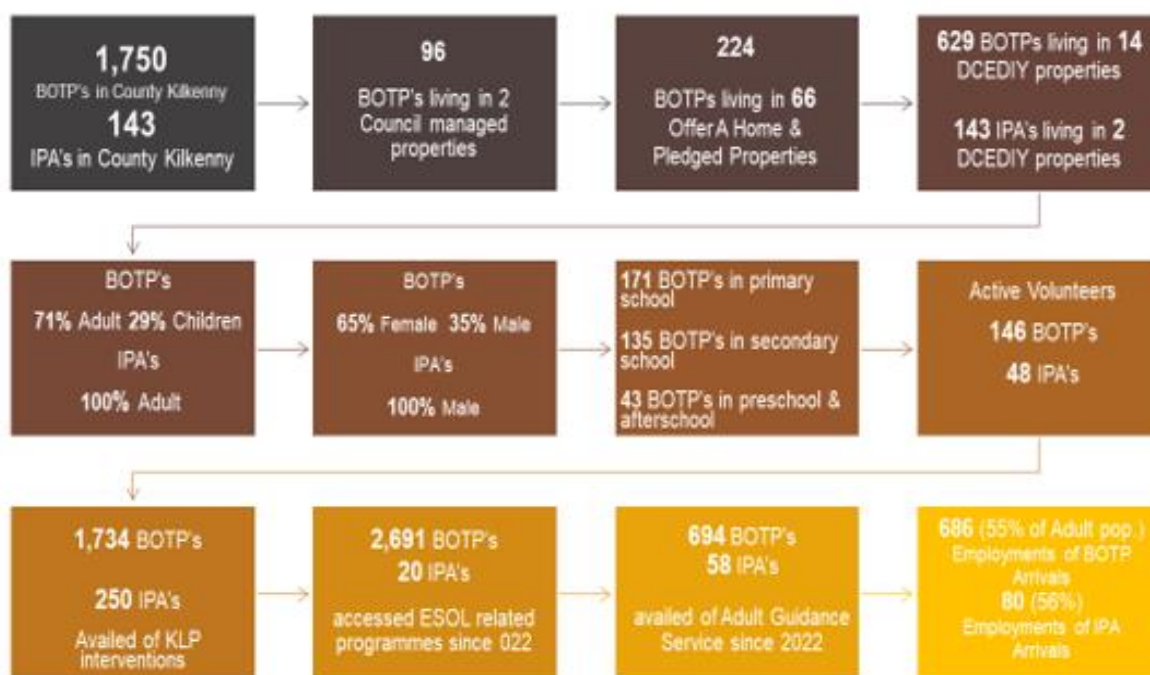 1,750
BOTP's in County Kilkenny
143
IPA's in County Kilkenny
96
BOTP's living in 2
Council managed
properties
224
BOTPs living in 66
Offer A Home &
Pledged Properties
629 BOTPs living in 14
DCEDIY properties
143 IPA's living in 2
DCEDIY properties
BOTP's
71% Adult 29% Children
IPA's
100% Adult
BOTP's
65% Female 35% Male
IPA's
100% Male
171 BOTP's in primary
school
135 BOTP's in secondary
school
43 BOTP's in preschool &
afterschool
Active Volunteers
146 BOTP's
48 IPA's
1,734 BOTP's
250 IPA's
Availed of KLP
interventions
2,691 BOTP's
20 IPA's
accessed ESOL related
programmes since 022
694 BOTP's
58 IPA's
availed of Adult Guidance
Service since 2022
686 (55% of Adult pop.)
Employments of BOTP
Arrivals
80 (56%)
Employments of IPA
Arrivals